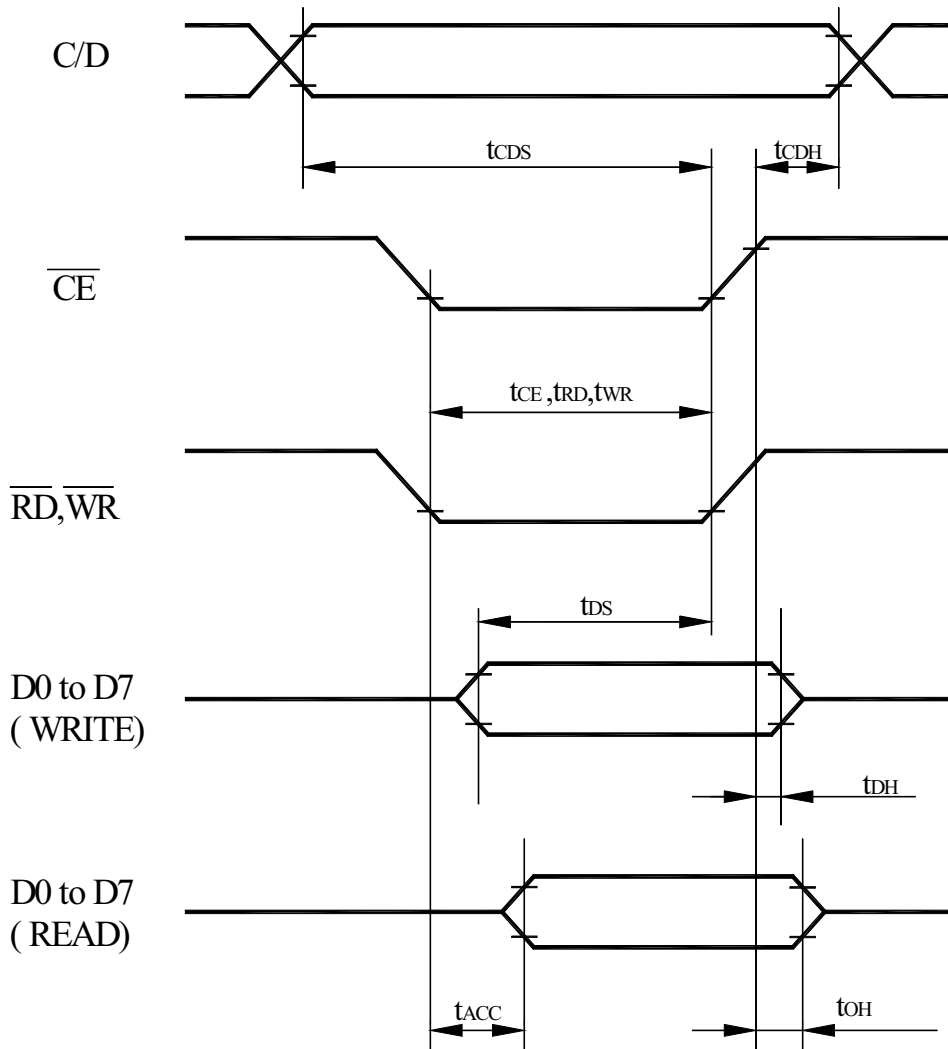 C/D
tCDS
tCDH
CE
tCE ,tRD,tWR
RD,WR
tDS
D0 to D7
( WRITE)
tDH
D0 to D7
( READ)
tACC
tOH